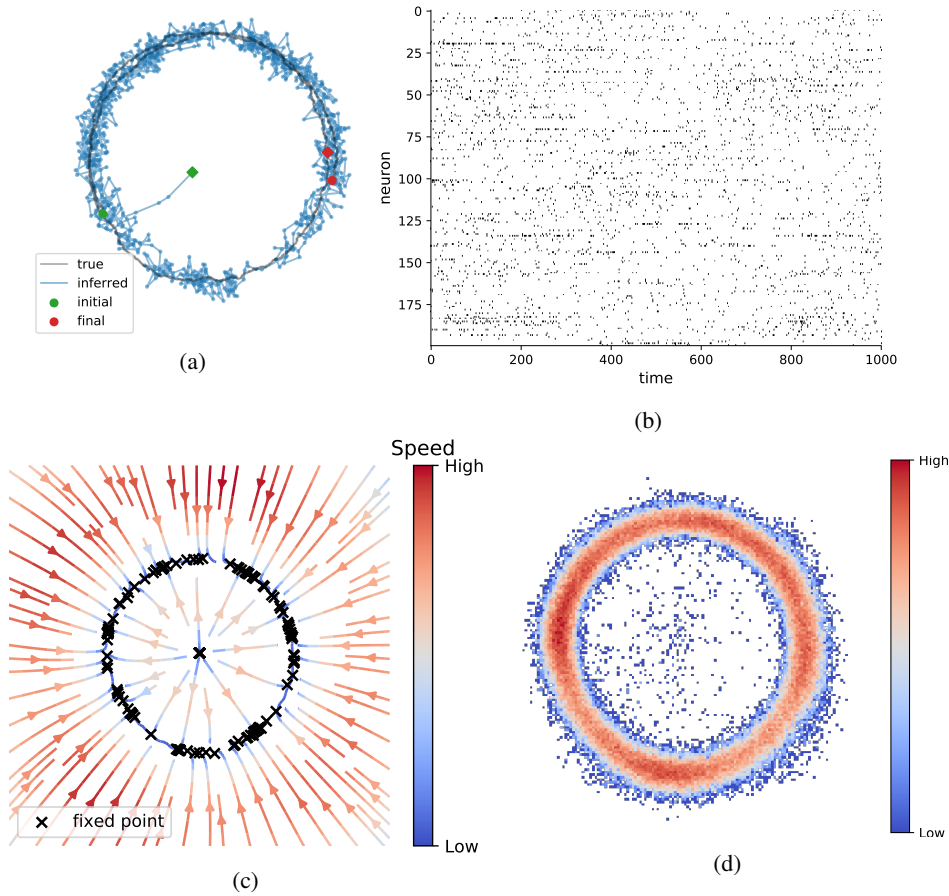 true
inferred
initial
final
(a)
0
25
50
75
100
125
150
175
neuron
0 200 400 600 800 1000
time
(b)
Speed
High
Low
fixed point
(c)
High
Low
(d)